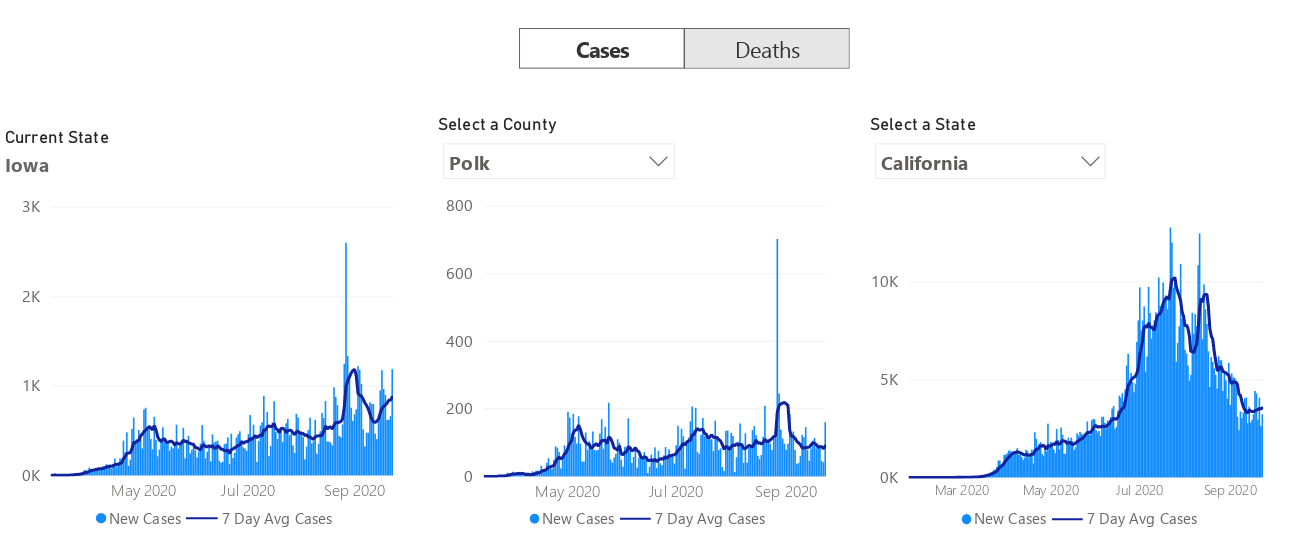 Cases
Deaths
Current State
Iowa
3K
2K
1K
0K
May 2020
Jul 2020
Sep 2020
New Cases
7 Day Avg Cases
Select a County
Polk
800
600
400
200
0
May 2020
Jul 2020
Sep 2020
New Cases
7 Day Avg Cases
Select a State
California
10K
5K
0K
Mar 2020
May 2020
Jul 2020
Sep 2020
New Cases
7 Day Avg Cases